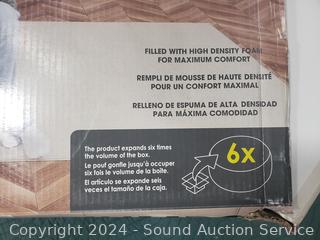 FILLED WITH HIGH DENSITY FOAM
FOR MAXIMUM COMFORT
REMPLI DE MOUSSE DE HAUTE DENSITÉ
POUR UN CONFORT MAXIMAL
RELLENO DE ESPUMA DE ALTA DENSIDAD
PARA MÁXIMA COMODIDAD
The product expands six times
the volume of the box.
Le pouf gonfle jusqu'à occuper
six fois le volume de la boîte.
El artículo se expande seis
veces el tamaño de la caja.
6x
Copyright 2024 - Sound Auction Service